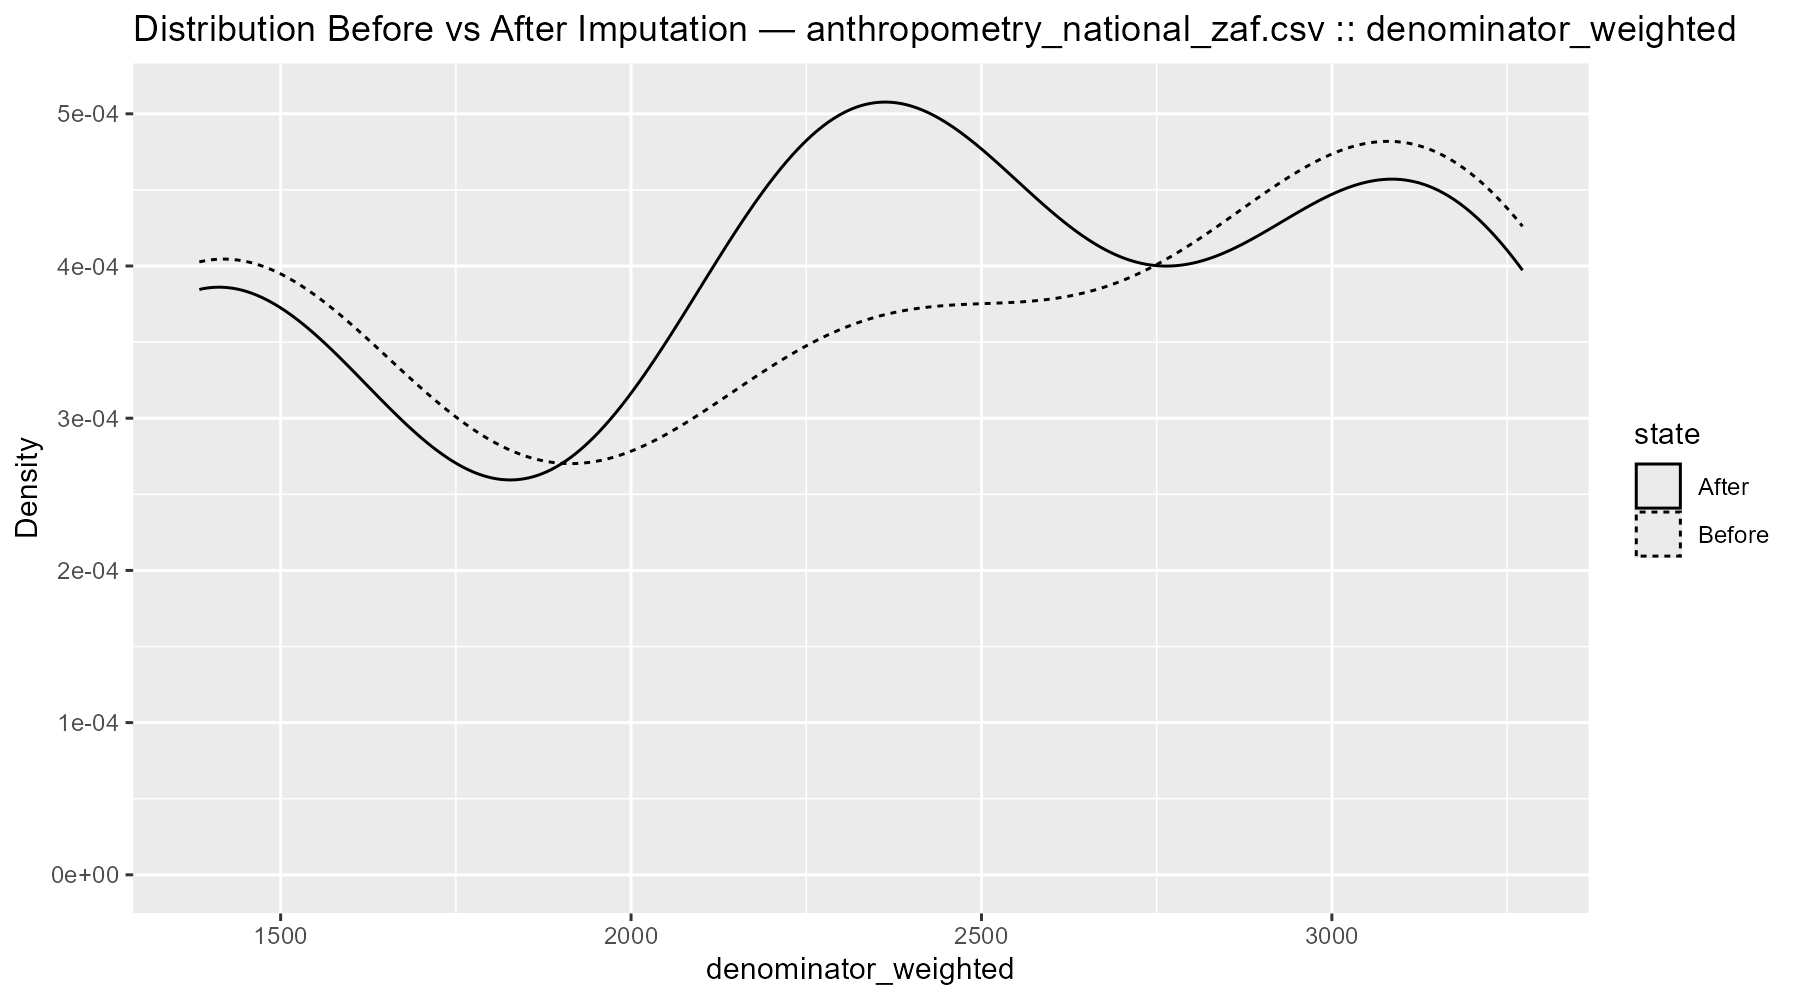 Distribution Before vs After Imputation — anthropometry_national_zaf.csv :: denominator_weighted
5e-04
4e-04
3e-04
2e-04
1e-04
0e+00
Density
1500 2000 2500 3000
denominator_weighted
state
After
Before